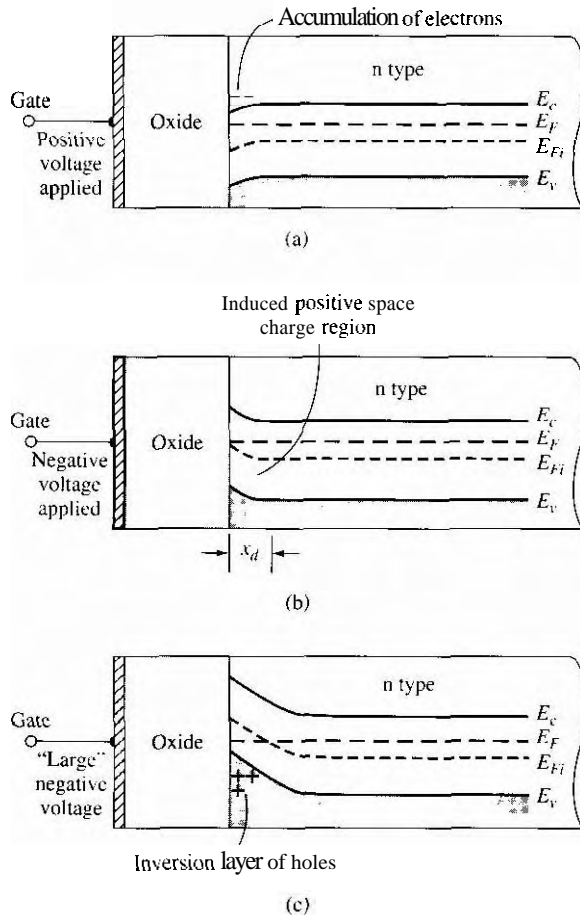 Accumulation of electrons
n type
Gate
Oxide
Positive
voltage
applied
E_c
E_F
E_Fi
E_v
(a)
Induced positive space
charge region
n type
Gate
Oxide
Negative
voltage
applied
E_c
E_F
E_Fi
E_v
x_d
(b)
n type
Gate
Oxide
"Large"
negative
voltage
E_c
E_F
E_Fi
E_v
+ +
+
Inversion layer of holes
(c)